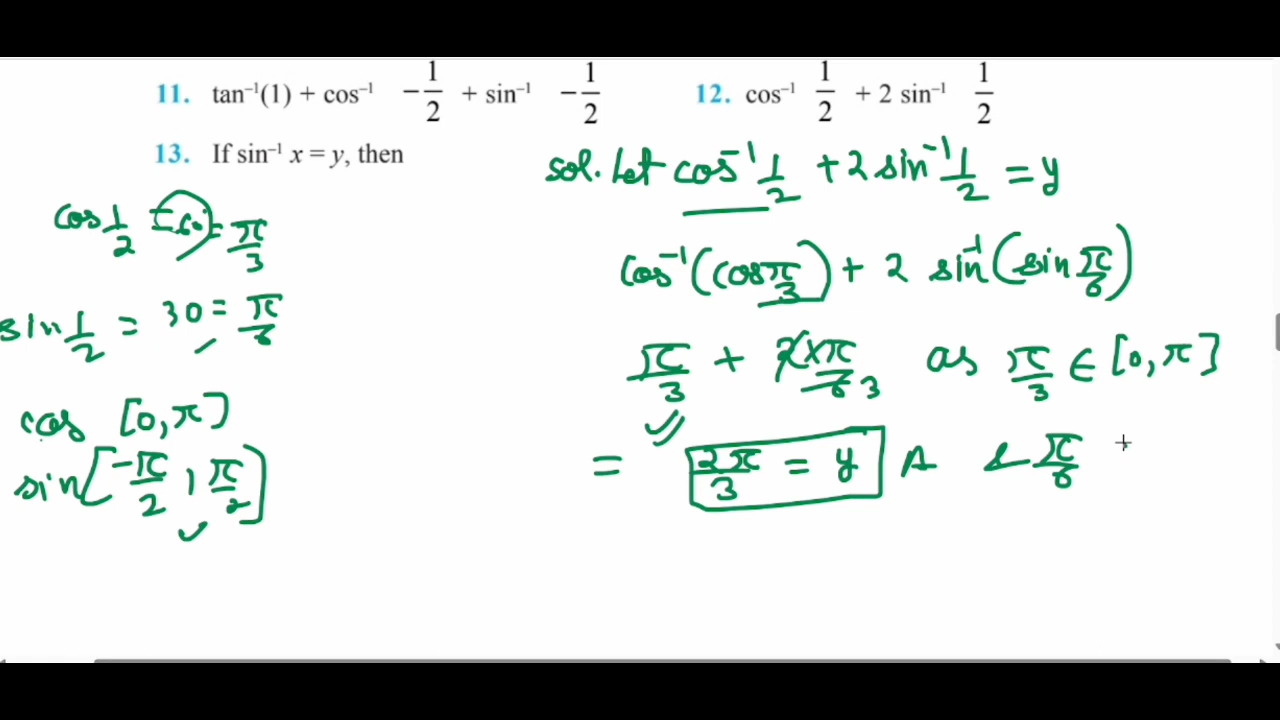 11. tan⁻¹(1) + cos⁻¹ -1/2 + sin⁻¹ -1/2
12. cos⁻¹ 1/2 + 2 sin⁻¹ 1/2
13. If sin⁻¹ x = y, then
sol. Let cos⁻¹ 1/2 + 2 sin⁻¹ 1/2 = y
cos⁻¹(cos π/3) + 2 sin⁻¹(sin π/6)
π/3 + 2×π/6 3 as π/3 ∈ [0, π]
= 2π/3 = y A & π/6
cos 1/2 = 60 = π/3
sin 1/2 = 30 = π/6
cos [0, π]
sin [-π/2, π/2]